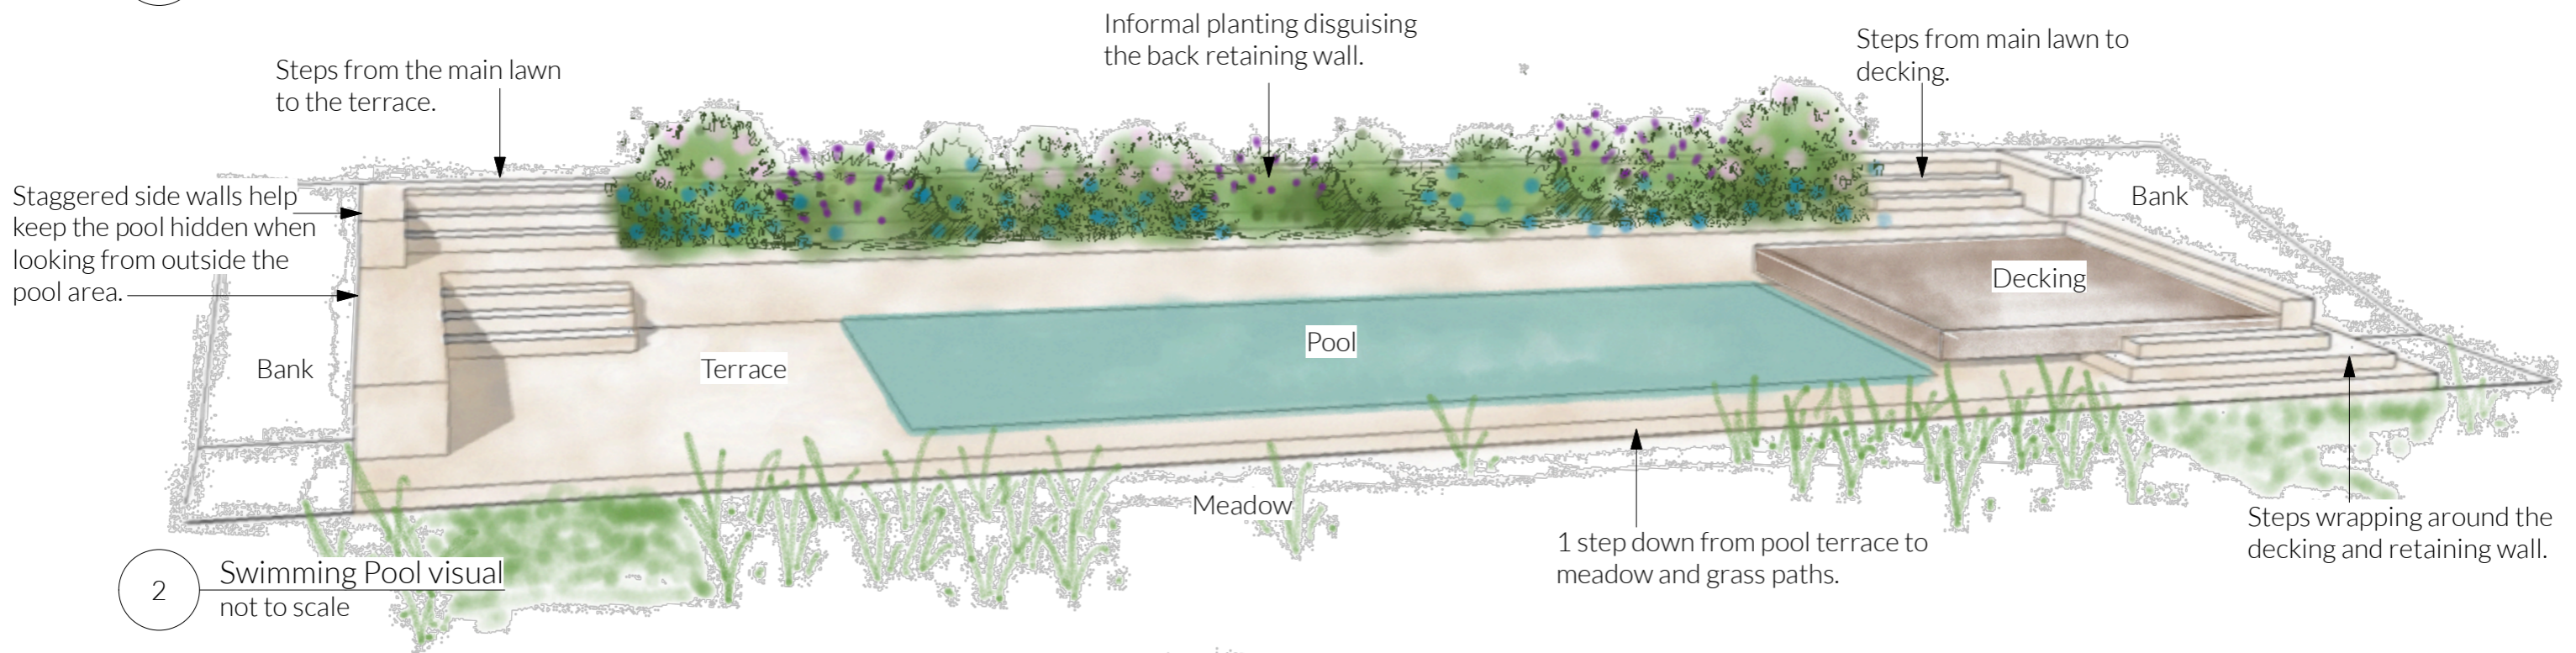 Informal planting disguising
the back retaining wall.
Steps from main lawn to
decking.
Steps from the main lawn
to the terrace.
Staggered side walls help
keep the pool hidden when
looking from outside the
pool area.
Bank
Decking
Pool
Bank
Terrace
Meadow
1 step down from pool terrace to
meadow and grass paths.
Steps wrapping around the
decking and retaining wall.
2
Swimming Pool visual
not to scale